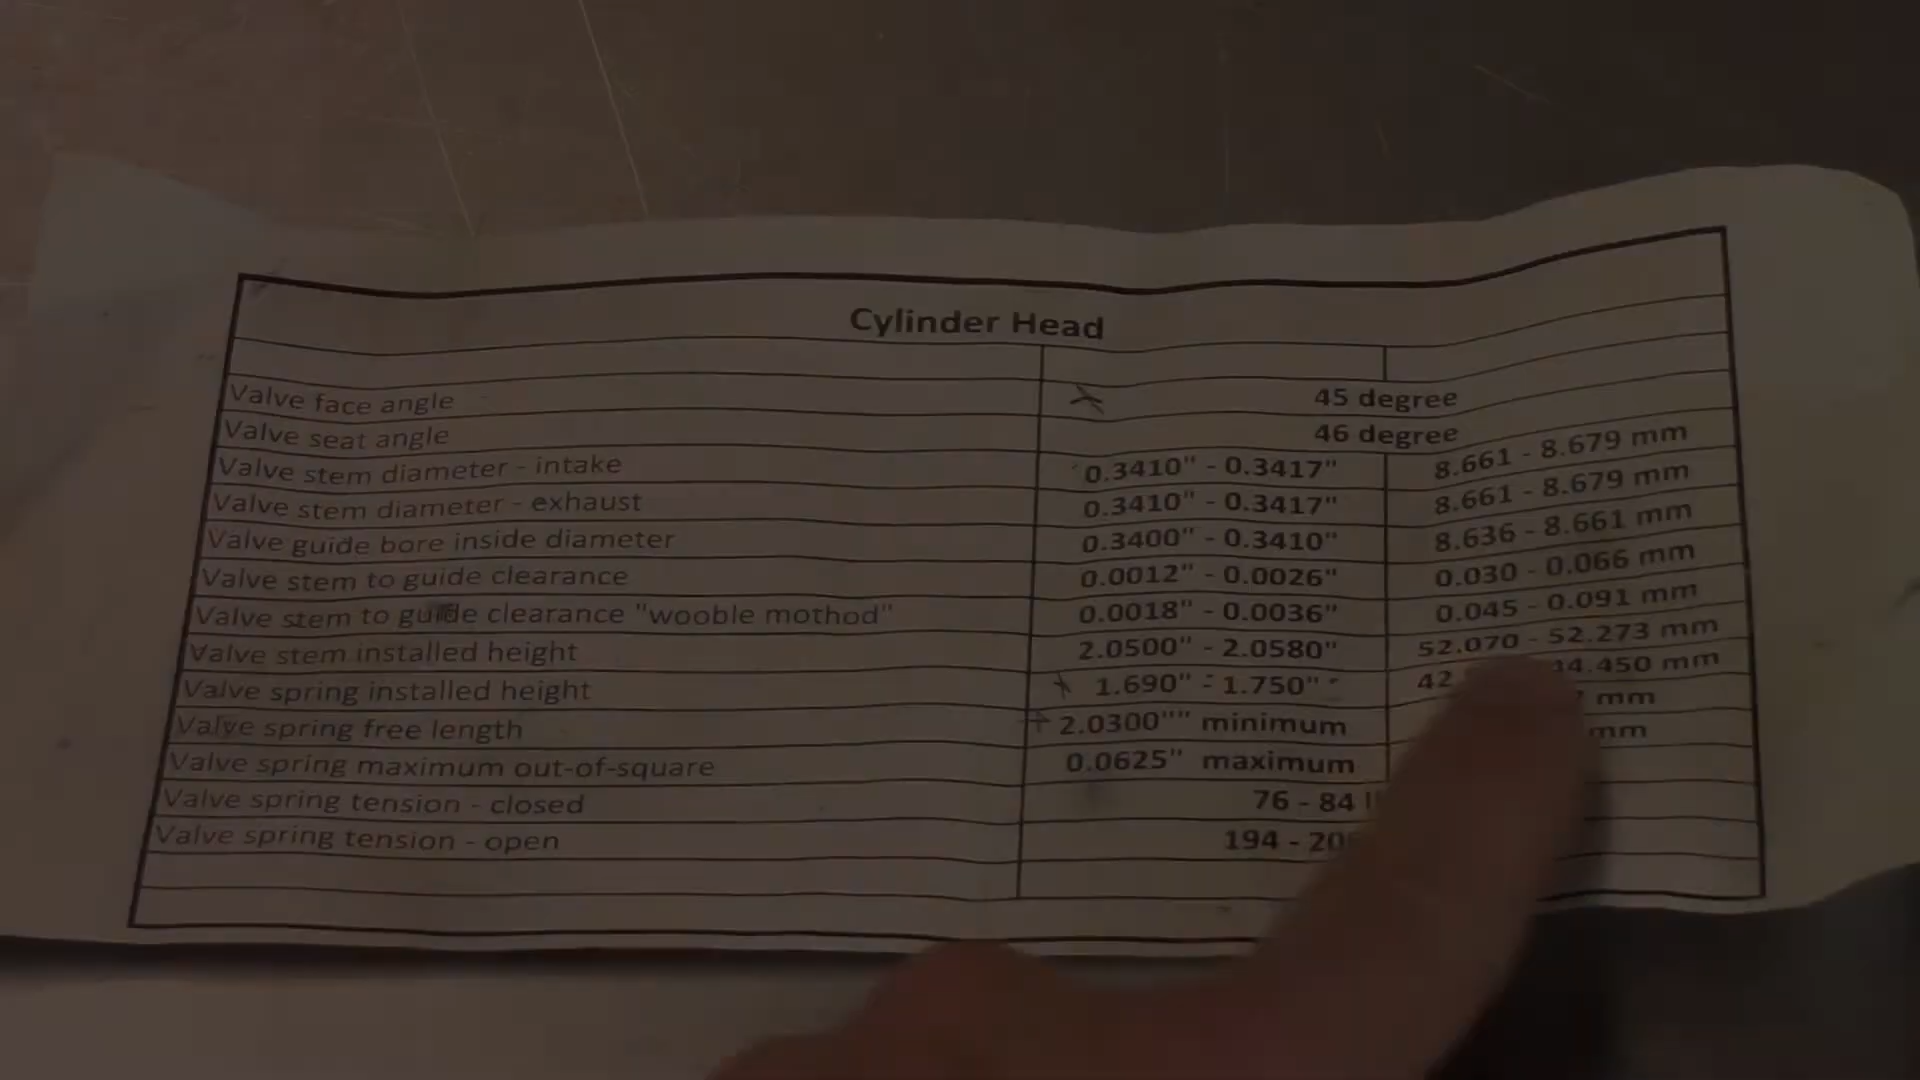 Cylinder Head
Valve face angle 45 degree
Valve seat angle 46 degree
Valve stem diameter - intake 0.3410" - 0.3417" 8.661 - 8.679 mm
Valve stem diameter - exhaust 0.3410" - 0.3417" 8.661 - 8.679 mm
Valve guide bore inside diameter 0.3400" - 0.3410" 8.636 - 8.661 mm
Valve stem to guide clearance 0.0012" - 0.0026" 0.030 - 0.066 mm
Valve stem to guide clearance "wooble mothod" 0.0018" - 0.0036" 0.045 - 0.091 mm
Valve stem installed height 2.0500" - 2.0580" 52.070 - 52.273 mm
Valve spring installed height 1.690" - 1.750" 42 44.450 mm
Valve spring free length 2.0300"" minimum mm
Valve spring maximum out-of-square 0.0625" maximum mm
Valve spring tension - closed 76 - 84
Valve spring tension - open 194 -